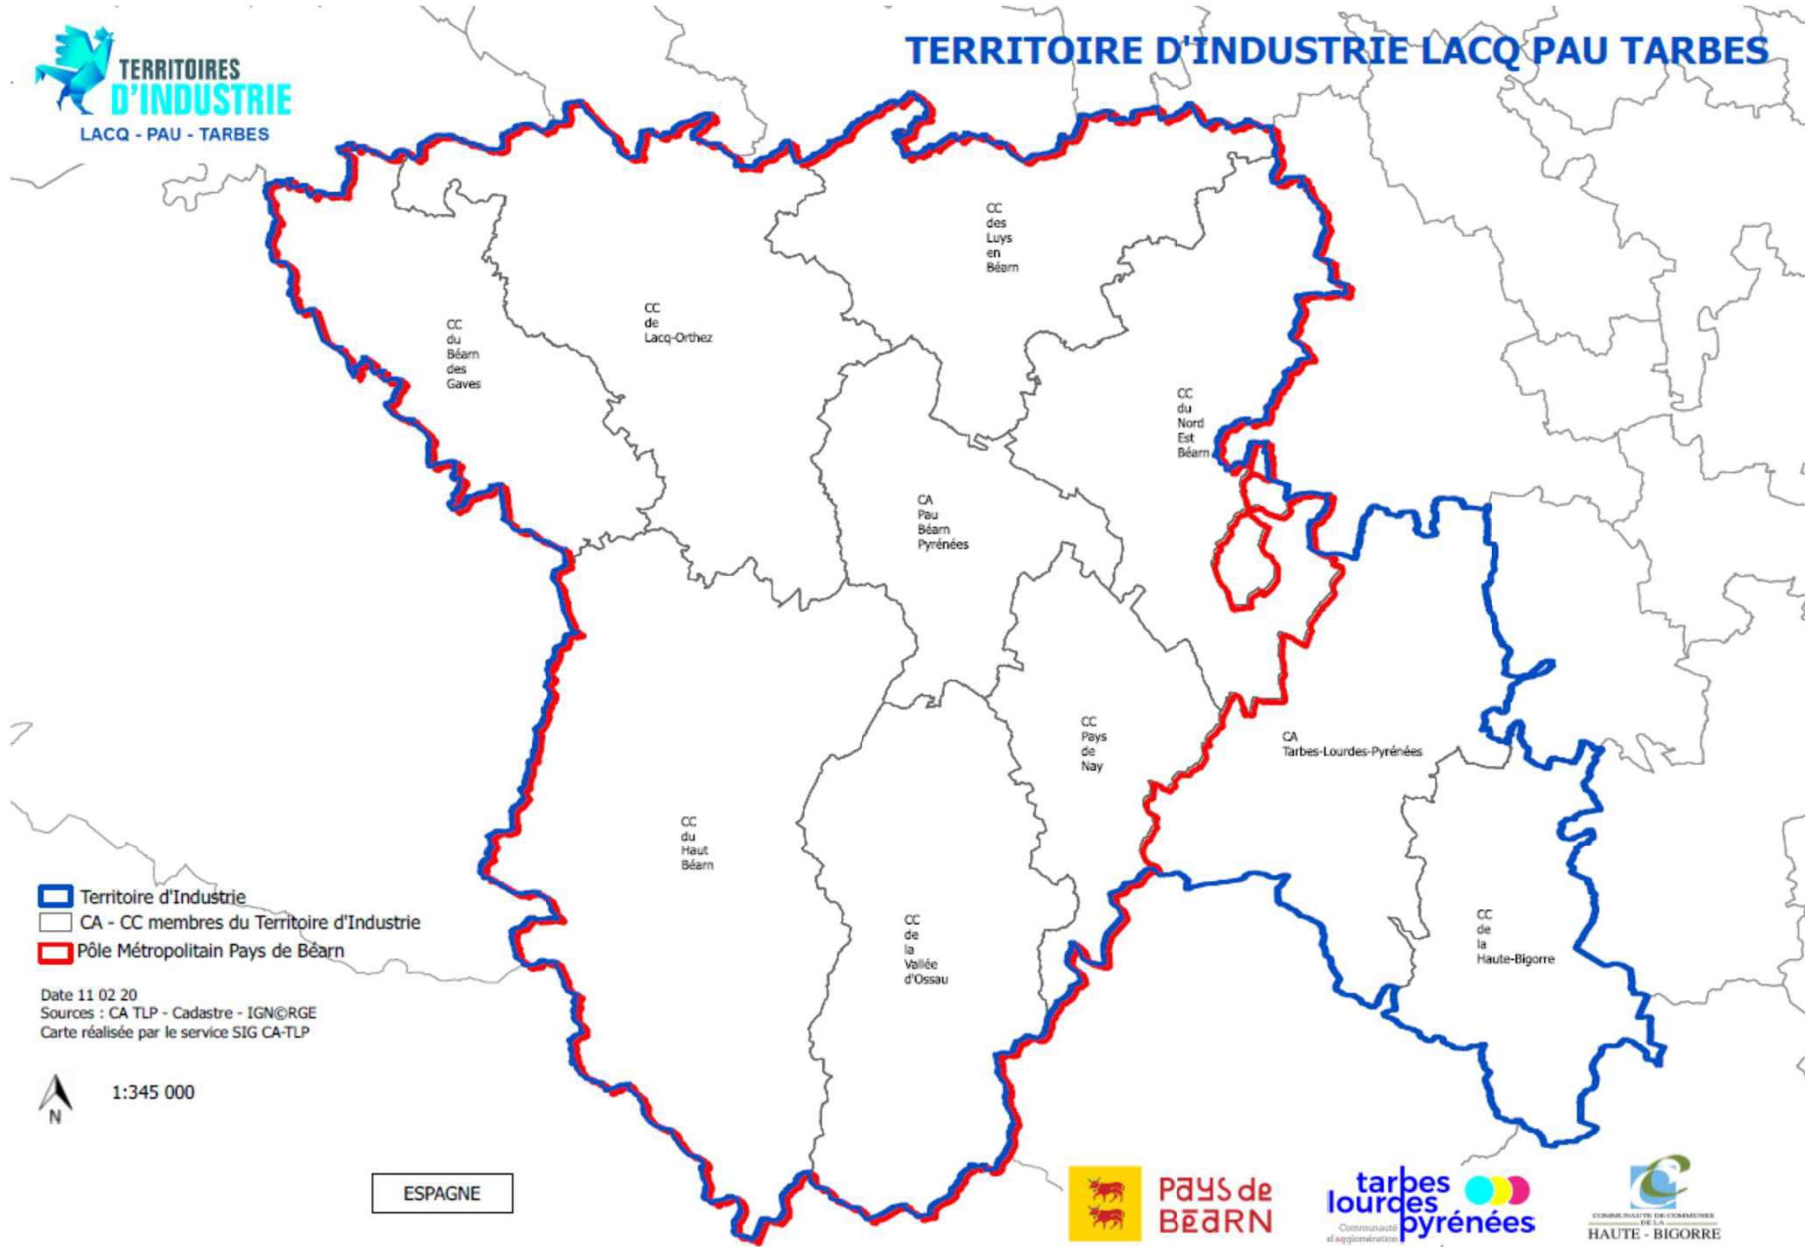 TERRITOIRE D'INDUSTRIE LACQ PAU TARBES
TERRITOIRES
D'INDUSTRIE
LACQ - PAU - TARBES
CC
des
Luys
en
Béarn
CC
de
Lacq-Orthez
CC
du
Béarn
des
Gaves
CC
du
Nord
Est
Béarn
CA
Pau
Béarn
Pyrénées
CC
Pays
de
Nay
CA
Tarbes-Lourdes-Pyrénées
CC
du
Haut
Béarn
CC
de
la
Vallée
d'Ossau
CC
de
la
Haute-Bigorre
Territoire d'Industrie
CA - CC membres du Territoire d'Industrie
Pôle Métropolitain Pays de Béarn
Date 11 02 20
Sources : CA TLP - Cadastre - IGN©RGE
Carte réalisée par le service SIG CA-TLP
N
1:345 000
ESPAGNE
Pays de
BÉARN
tarbes
lourdes
pyrénées
Communauté
d'agglomération
COMMUNAUTE DE COMMUNES
DE LA
HAUTE - BIGORRE